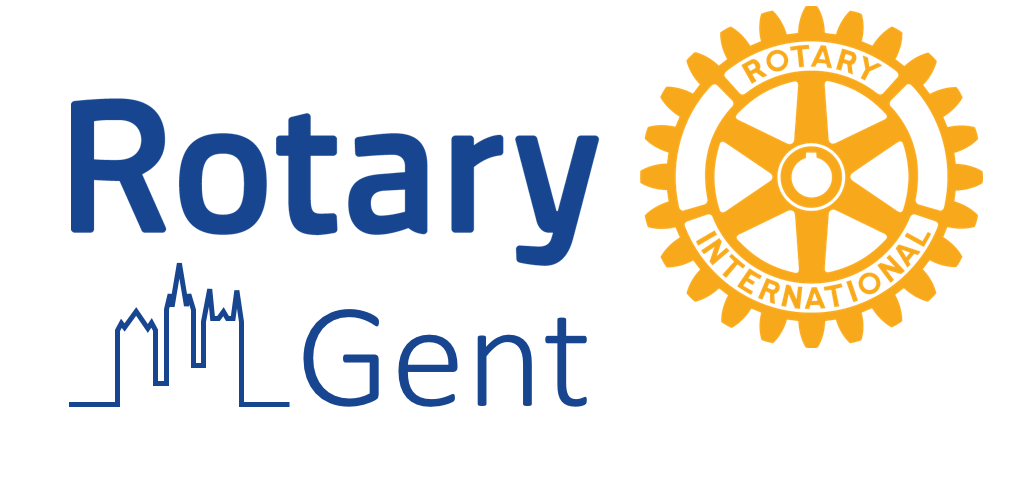 Rotary
Gent
ROTARY
INTERNATIONAL